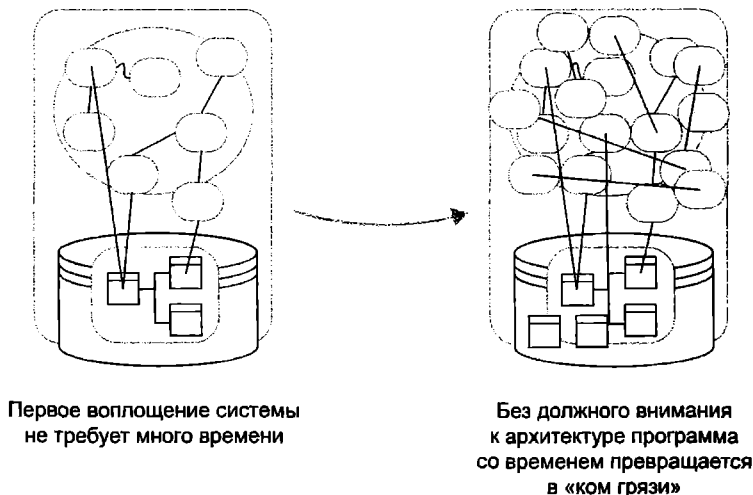 Первое воплощение системы
не требует много времени
Без должного внимания
к архитектуре программа
со временем превращается
в «ком грязи»